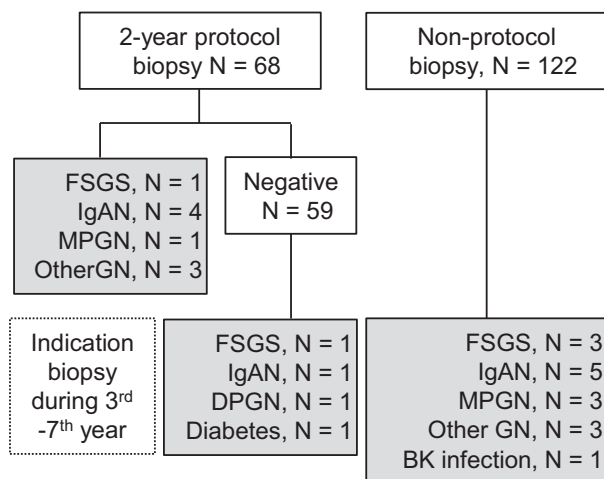 2-year protocol
biopsy N = 68
Non-protocol
biopsy, N = 122
FSGS, N = 1
IgAN, N = 4
MPGN, N = 1
OtherGN, N = 3
Negative
N = 59
Indication
biopsy
during 3rd
-7th year
FSGS, N = 1
IgAN, N = 1
DPGN, N = 1
Diabetes, N = 1
FSGS, N = 3
IgAN, N = 5
MPGN, N = 3
Other GN, N = 3
BK infection, N = 1